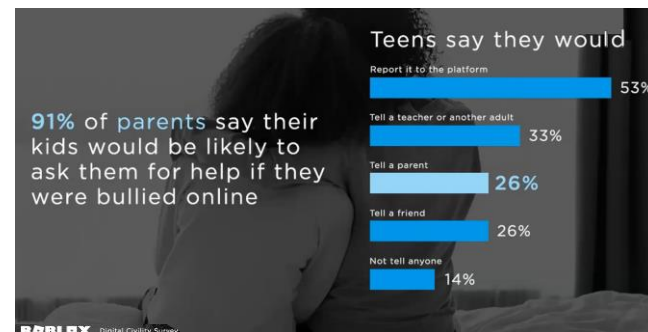 91% of parents say their
kids would be likely to
ask them for help if they
were bullied online
Teens say they would
Report it to the platform
53%
Tell a teacher or another adult
33%
Tell a parent
26%
Tell a friend
26%
Not tell anyone
14%
ROBLOX Digital Civility Survey